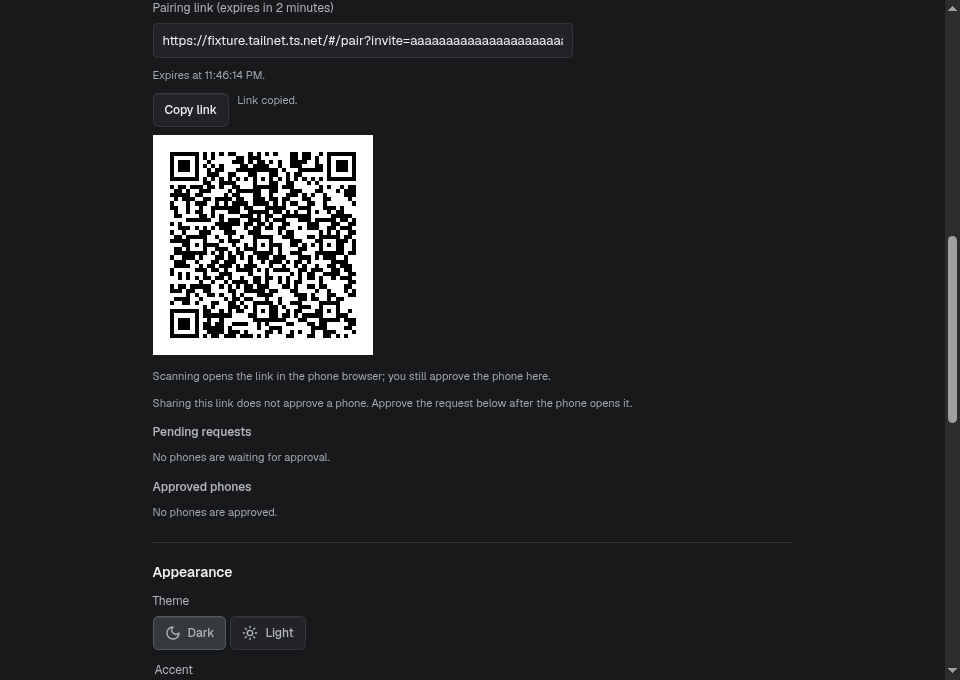 Pairing link (expires in 2 minutes)
https://fixture.tailnet.ts.net/#/pair?invite=aaaaaaaaaaaaaaaaaaaaaa
Expires at 11:46:14 PM.
Copy link
Link copied.
Scanning opens the link in the phone browser; you still approve the phone here.
Sharing this link does not approve a phone. Approve the request below after the phone opens it.
Pending requests
No phones are waiting for approval.
Approved phones
No phones are approved.
Appearance
Theme
Dark
Light
Accent